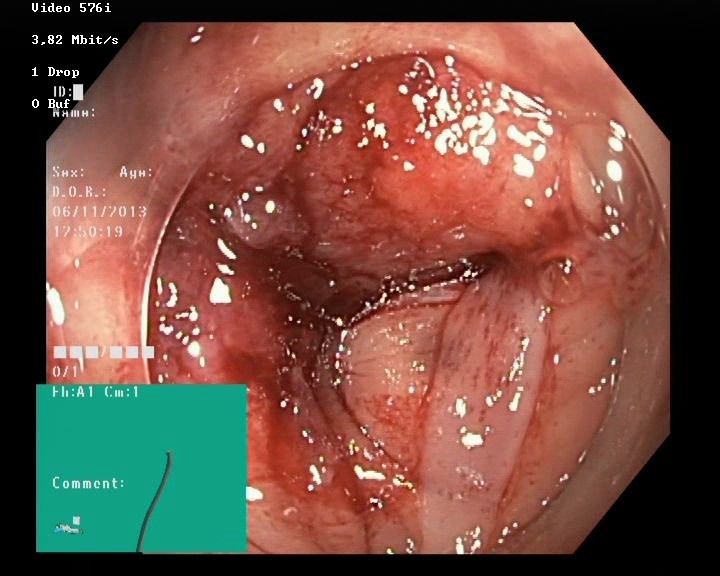 Video 576i
3,82 Mbit/s
1 Drop
ID:
0 Buf
Name:
Sex: Age:
D.O.B.:
06/11/2013
17:50:19
0/1
Eh:A1 Cm:1
Comment: